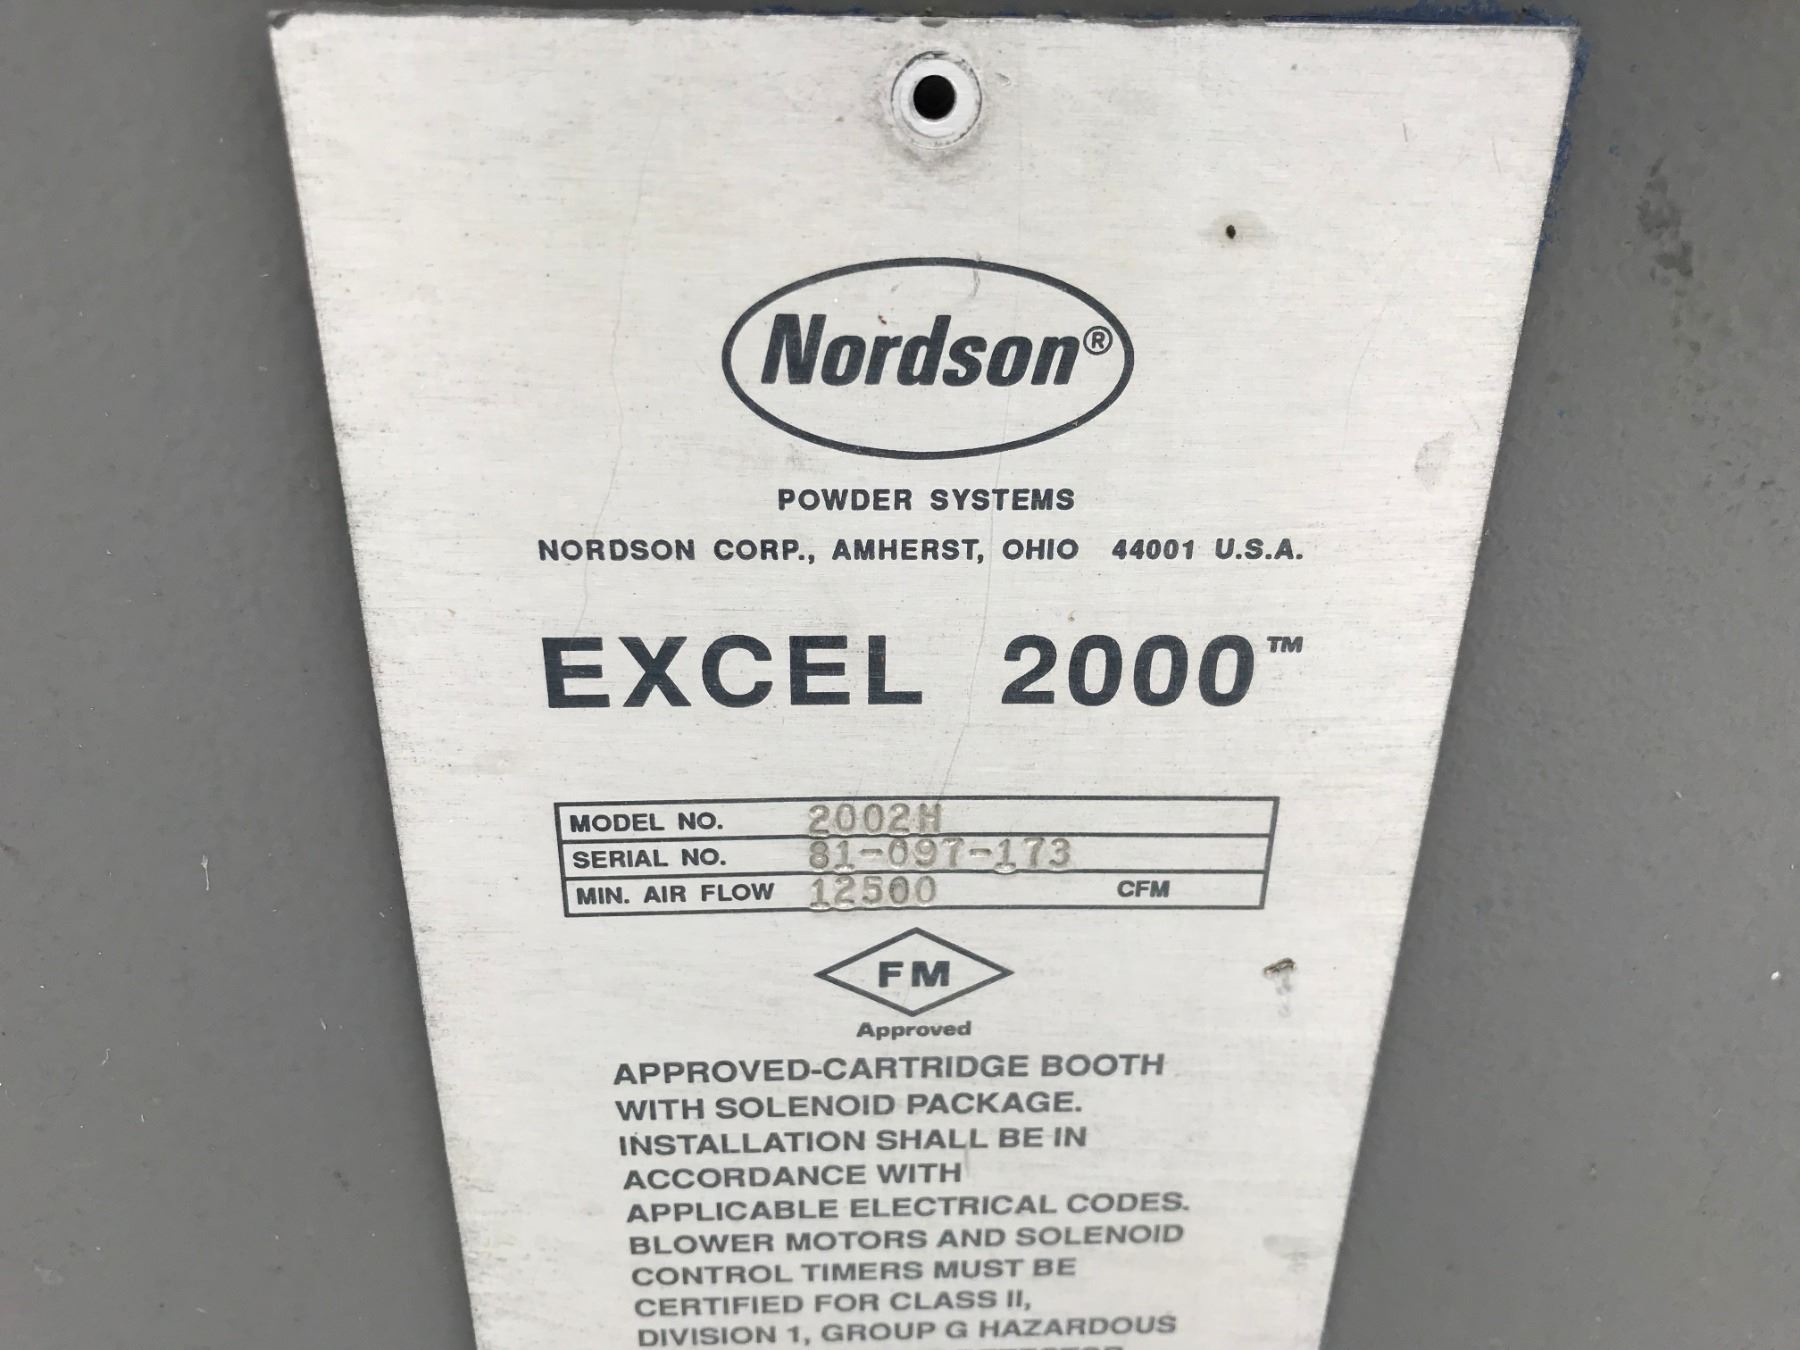 Nordson®
POWDER SYSTEMS
NORDSON CORP., AMHERST, OHIO 44001 U.S.A.
EXCEL 2000™
MODEL NO. 2002H
SERIAL NO. 81-097-173
MIN. AIR FLOW 12500 CFM
FM
Approved
APPROVED-CARTRIDGE BOOTH
WITH SOLENOID PACKAGE.
INSTALLATION SHALL BE IN
ACCORDANCE WITH
APPLICABLE ELECTRICAL CODES.
BLOWER MOTORS AND SOLENOID
CONTROL TIMERS MUST BE
CERTIFIED FOR CLASS II,
DIVISION 1, GROUP G HAZARDOUS